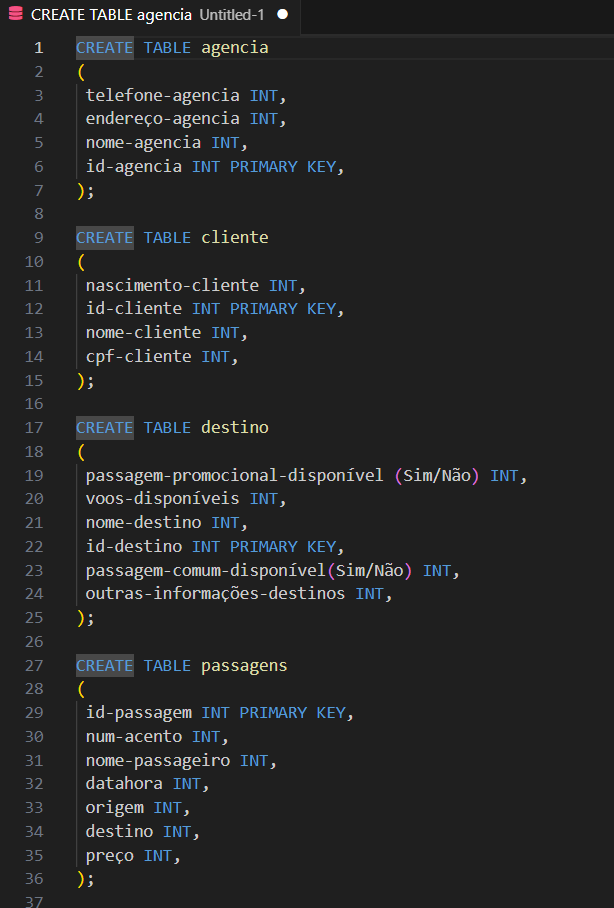 CREATE TABLE agencia Untitled-1
1 CREATE TABLE agencia
2 (
3 telefone-agencia INT,
4 endereço-agencia INT,
5 nome-agencia INT,
6 id-agencia INT PRIMARY KEY,
7 );
8
9 CREATE TABLE cliente
10 (
11 nascimento-cliente INT,
12 id-cliente INT PRIMARY KEY,
13 nome-cliente INT,
14 cpf-cliente INT,
15 );
16
17 CREATE TABLE destino
18 (
19 passagem-promocional-disponível (Sim/Não) INT,
20 voos-disponíveis INT,
21 nome-destino INT,
22 id-destino INT PRIMARY KEY,
23 passagem-comum-disponível(Sim/Não) INT,
24 outras-informações-destinos INT,
25 );
26
27 CREATE TABLE passagens
28 (
29 id-passagem INT PRIMARY KEY,
30 num-acento INT,
31 nome-passageiro INT,
32 datahora INT,
33 origem INT,
34 destino INT,
35 preço INT,
36 );
37